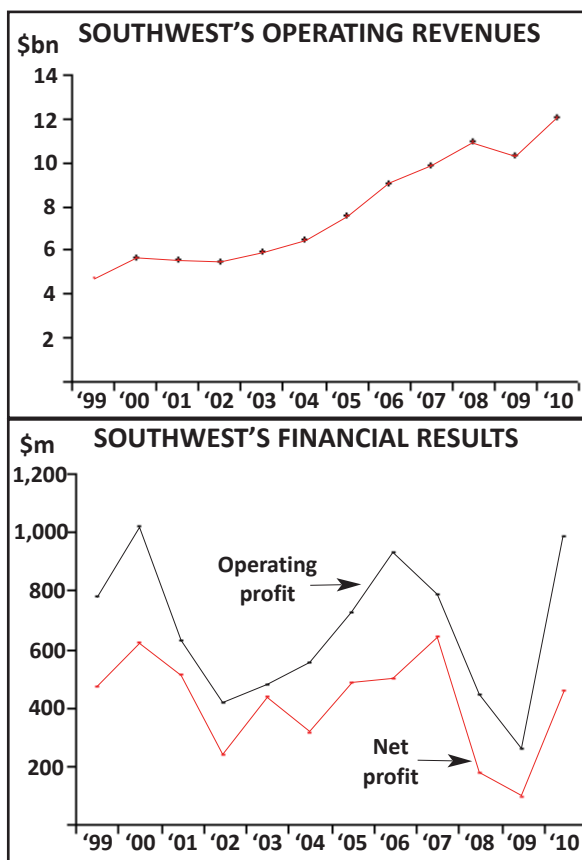 SOUTHWEST’S OPERATING REVENUES
$bn
14
12
10
8
6
4
2
‘99 ‘00 ‘01 ‘02 ‘03 ‘04 ‘05 ‘06 ‘07 ‘08 ‘09 ‘10
SOUTHWEST‘S FINANCIAL RESULTS
$m
1,200
1,000
800
600
400
200
Operating
profit
Net
profit
‘99 ‘00 ‘01 ‘02 ‘03 ‘04 ‘05 ‘06 ‘07 ‘08 ‘09 ‘10